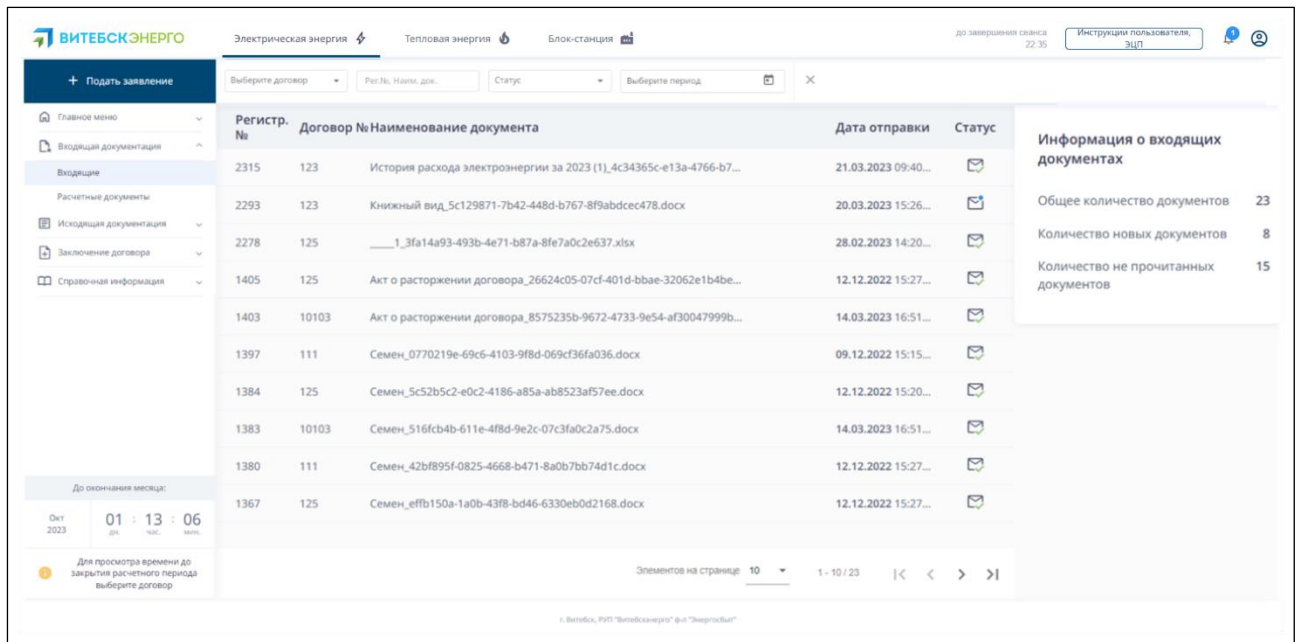 ВИТЕБСКЭНЕРГО
Электрическая энергия
Тепловая энергия
Блок-станция
до завершения сеанса
22:35
Инструкции пользователя,
ЭЦП
1
+ Подать заявление
Выберите договор
Рег.№, Наим. док.
Статус
Выберите период
Главное меню
Входящая документация
Входящие
Расчетные документы
Исходящая документация
Заключение договора
Справочная информация
Регистр. № Договор № Наименование документа Дата отправки Статус
2315 123 История расхода электроэнергии за 2023 (1)_4c34365c-e13a-4766-b7... 21.03.2023 09:40...
2293 123 Книжный вид_5c129871-7b42-448d-b767-8f9abdcec478.docx 20.03.2023 15:26...
2278 125 ____1_3fa14a93-493b-4e71-b87a-8fe7a0c2e637.xlsx 28.02.2023 14:20...
1405 125 Акт о расторжении договора_26624c05-07cf-401d-bbae-32062e1b4be... 12.12.2022 15:27...
1403 10103 Акт о расторжении договора_8575235b-9672-4733-9e54-af30047999b... 14.03.2023 16:51...
1397 111 Семен_0770219e-69c6-4103-9f8d-069cf36fa036.docx 09.12.2022 15:15...
1384 125 Семен_5c52b5c2-e0c2-4186-a85a-ab8523af57ee.docx 12.12.2022 15:20...
1383 10103 Семен_516fcb4b-611e-4f8d-9e2c-07c3fa0c2a75.docx 14.03.2023 16:51...
1380 111 Семен_42bf895f-0825-4668-b471-8a0b7bb74d1c.docx 12.12.2022 15:27...
1367 125 Семен_effb150a-1a0b-43f8-bd46-6330eb0d2168.docx 12.12.2022 15:27...
Информация о входящих
документах
Общее количество документов 23
Количество новых документов 8
Количество не прочитанных 15
документов
До окончания месяца:
Окт
2023
01 : 13 : 06
дн. час. мин.
Для просмотра времени до
закрытия расчетного периода
выберите договор
Элементов на странице 10
1 - 10 / 23
г. Витебск, РУП "Витебскэнерго" ф-л "Энергосбыт"